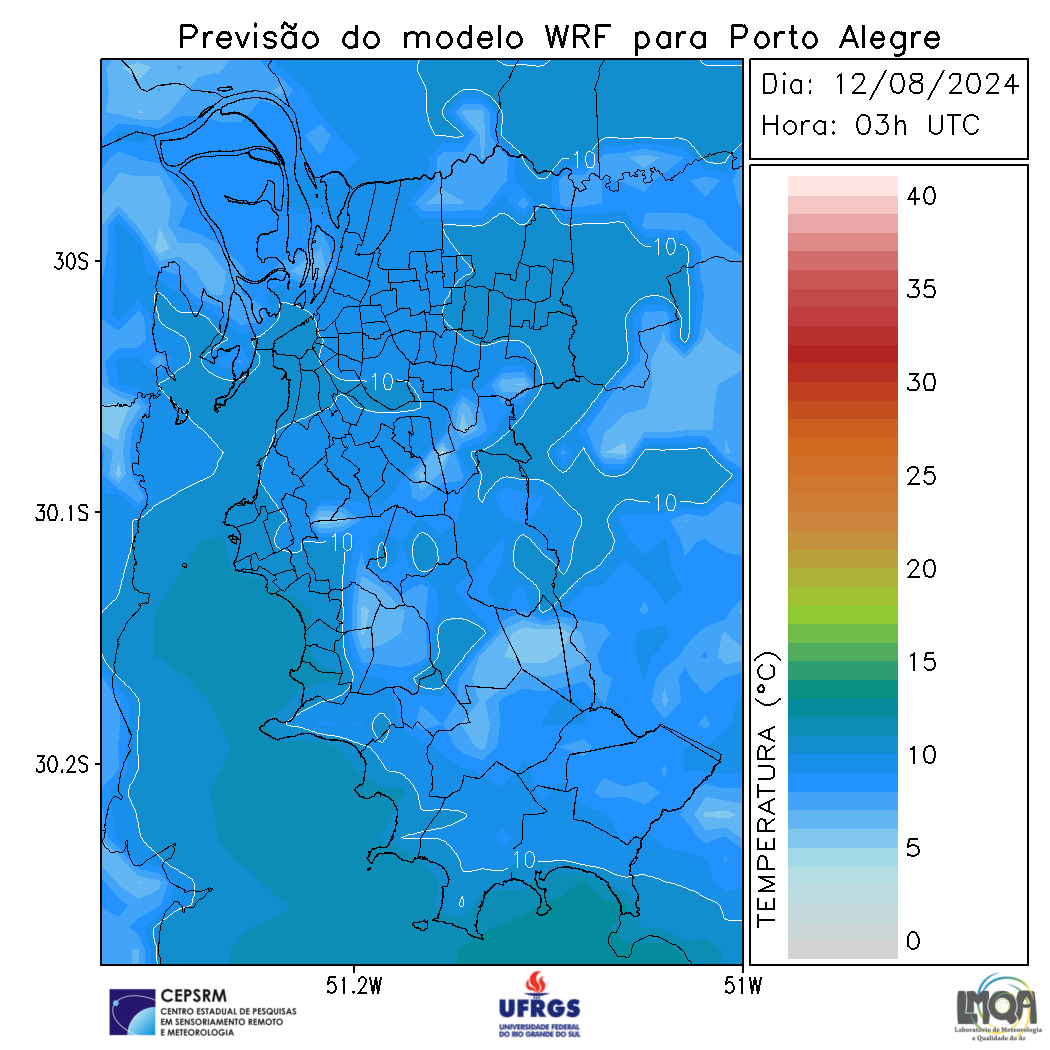 Previsão do modelo WRF para Porto Alegre
Dia: 12/08/2024
Hora: 03h UTC
10
10
10
10
10
10
30S
30.1S
30.2S
51.2W
51W
40
35
30
25
20
15
10
5
0
TEMPERATURA (°C)
CEPSRM
CENTRO ESTADUAL DE PESQUISAS
EM SENSORIAMENTO REMOTO
E METEOROLOGIA
UFRGS
UNIVERSIDADE FEDERAL
DO RIO GRANDE DO SUL
LMQA
Laboratório de Meteorologia
e Qualidade do Ar